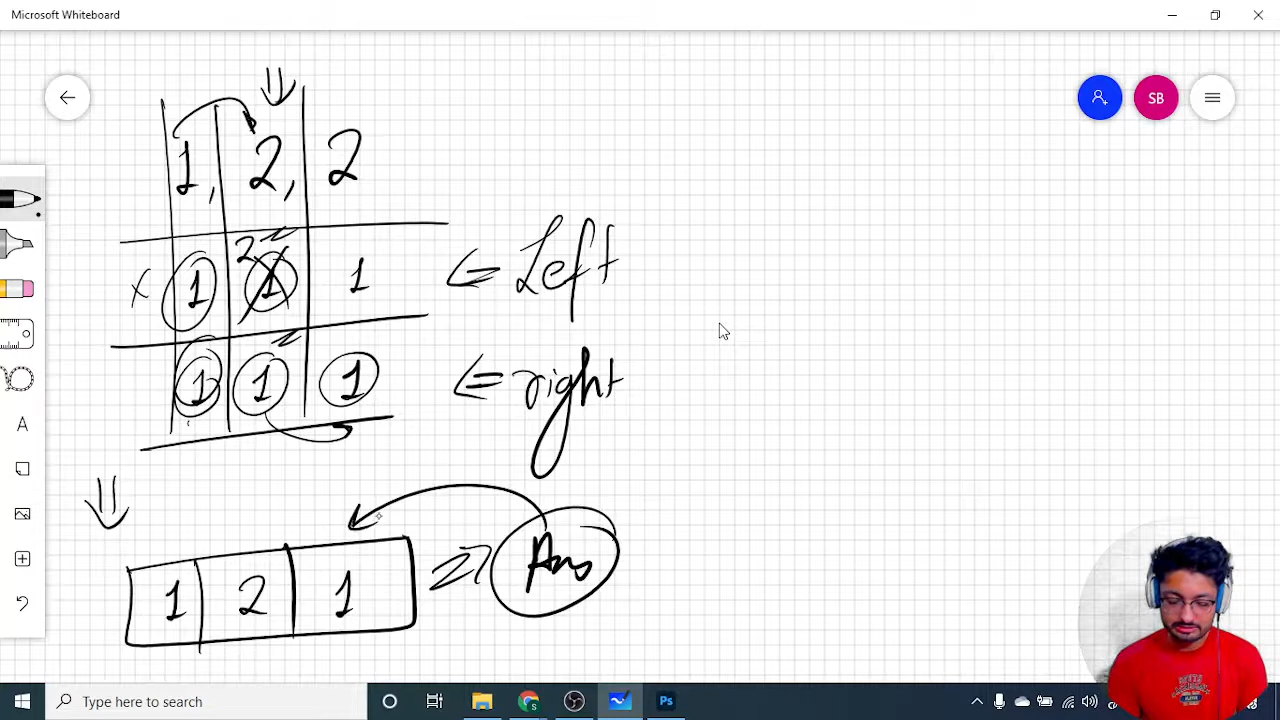 Microsoft Whiteboard
SB
1, 2, 2
x 1 2 1 1 <= Left
1 1 1 <= right
1 2 1 => Ans
A
Type here to search
Ps